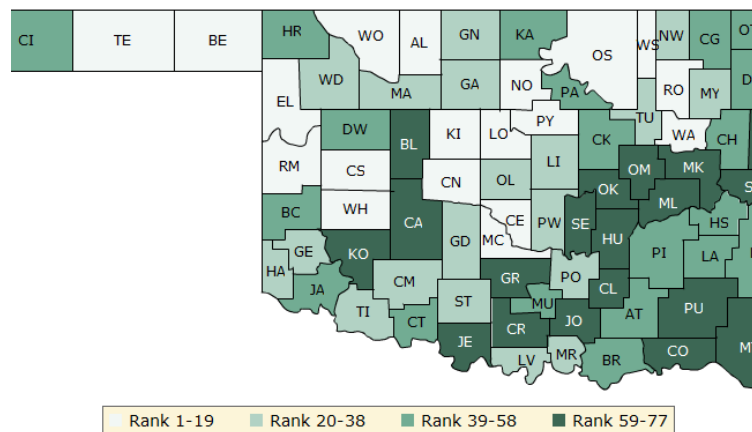 CI TE BE HR WO AL GN KA OS WS NW CG OT
EL WD MA GA NO PA RO MY D
DW BL KI LO PY TU WA
RM CS CN OL LI CK OM MK CH S
BC WH CA CE PW SE OK ML HS
GE KO GD MC HU PI LA
HA JA CM GR PO CL
TI CT ST MU AT PU
JE CR JO CO M
LV MR BR
Rank 1-19 Rank 20-38 Rank 39-58 Rank 59-77